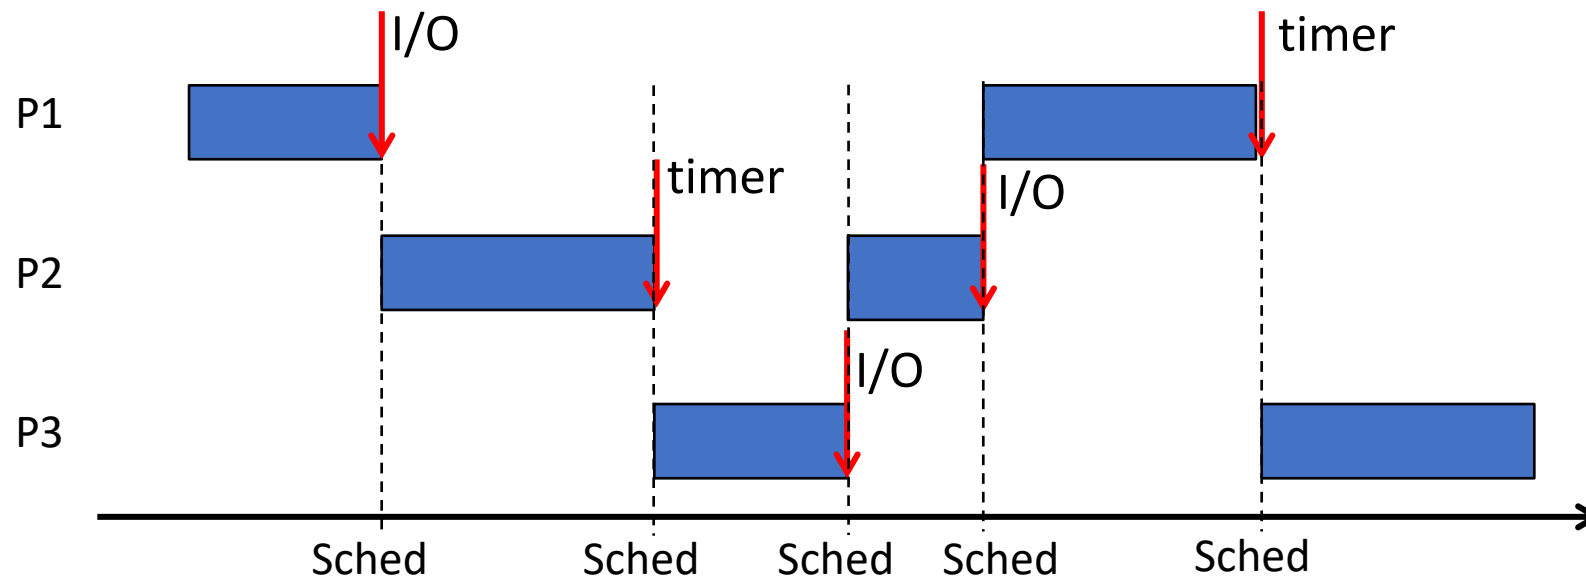 I/O
timer
P1
timer
I/O
P2
I/O
P3
Sched
Sched
Sched
Sched
Sched